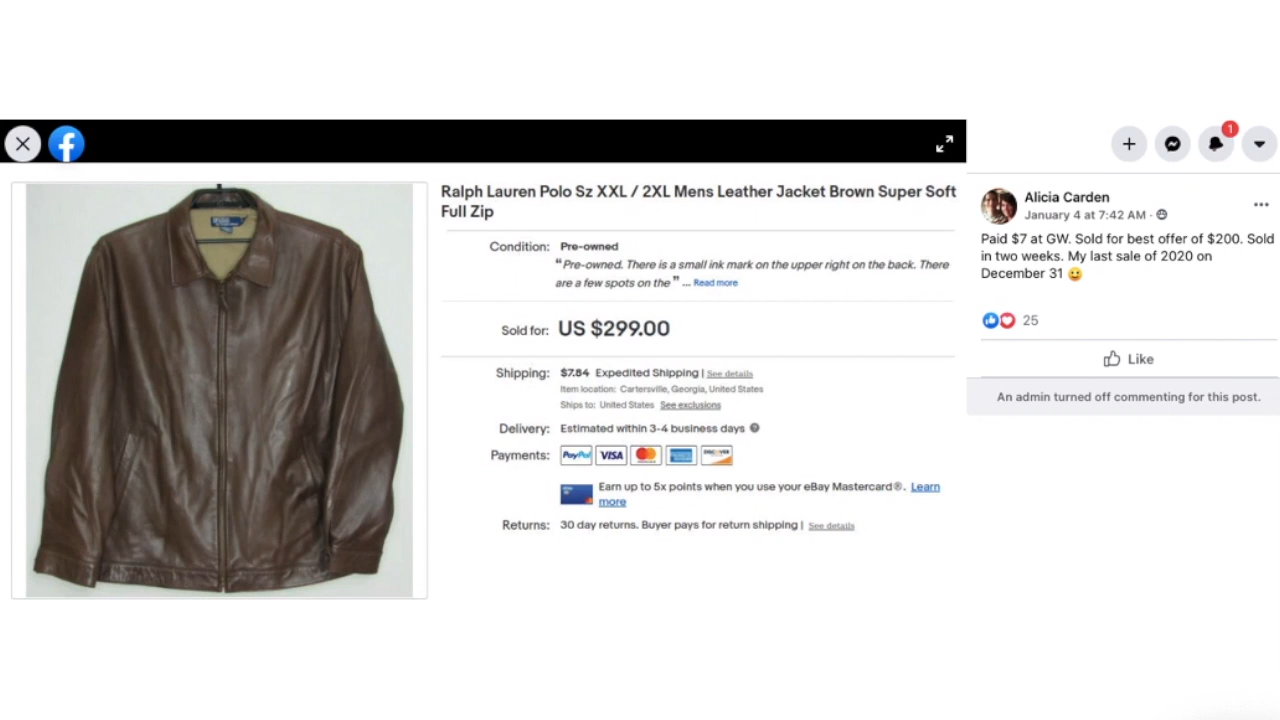 Ralph Lauren Polo Sz XXL / 2XL Mens Leather Jacket Brown Super Soft
Full Zip
Condition: Pre-owned
“Pre-owned. There is a small ink mark on the upper right on the back. There
are a few spots on the ” ... Read more
Sold for: US $299.00
Shipping: $7.84 Expedited Shipping | See details
Item location: Cartersville, Georgia, United States
Ships to: United States See exclusions
Delivery: Estimated within 3-4 business days
Payments: PayPal VISA DISCOVER
Earn up to 5x points when you use your eBay Mastercard®. Learn
more
Returns: 30 day returns. Buyer pays for return shipping | See details
1
Alicia Carden
January 4 at 7:42 AM ·
Paid $7 at GW. Sold for best offer of $200. Sold
in two weeks. My last sale of 2020 on
December 31 😀
25
Like
An admin turned off commenting for this post.